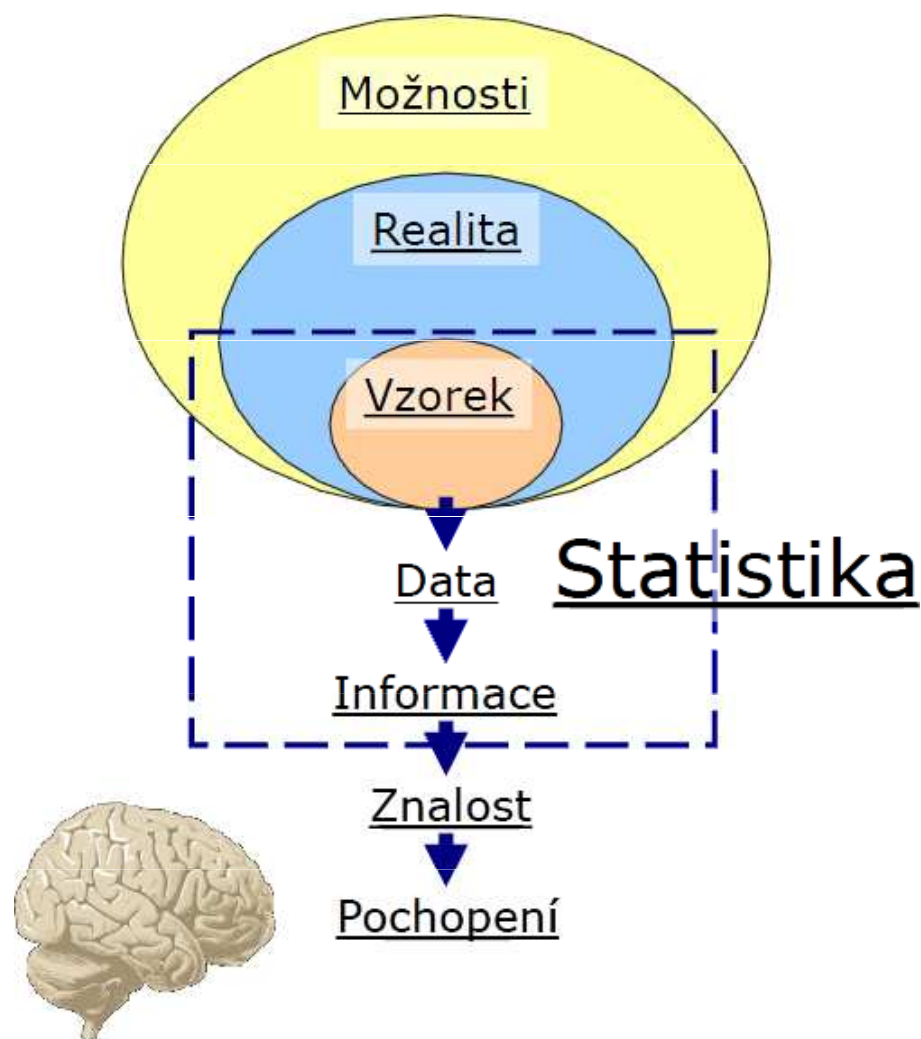 Možnosti
Realita
Vzorek
Statistika
Data
Informace
Znalost
Pochopení